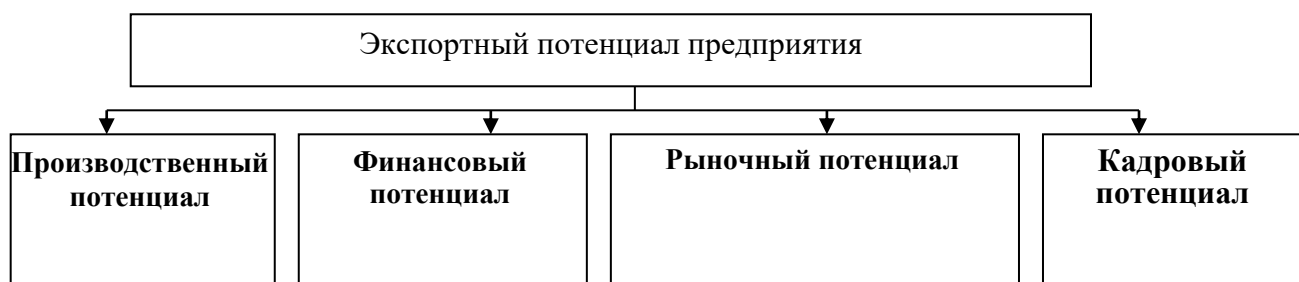 Экспортный потенциал предприятия
Производственный
потенциал
Финансовый
потенциал
Рыночный потенциал
Кадровый
потенциал